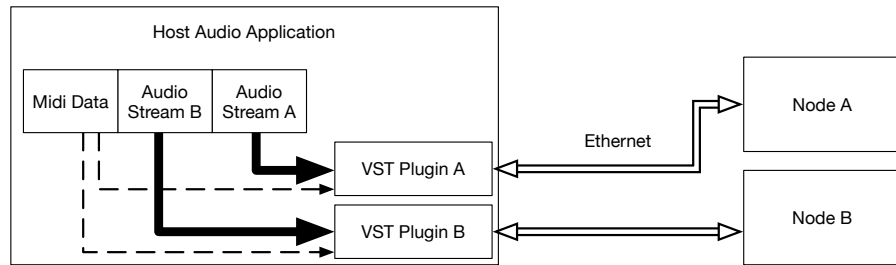 Host Audio Application
Midi Data
Audio
Stream B
Audio
Stream A
VST Plugin A
VST Plugin B
Ethernet
Node A
Node B